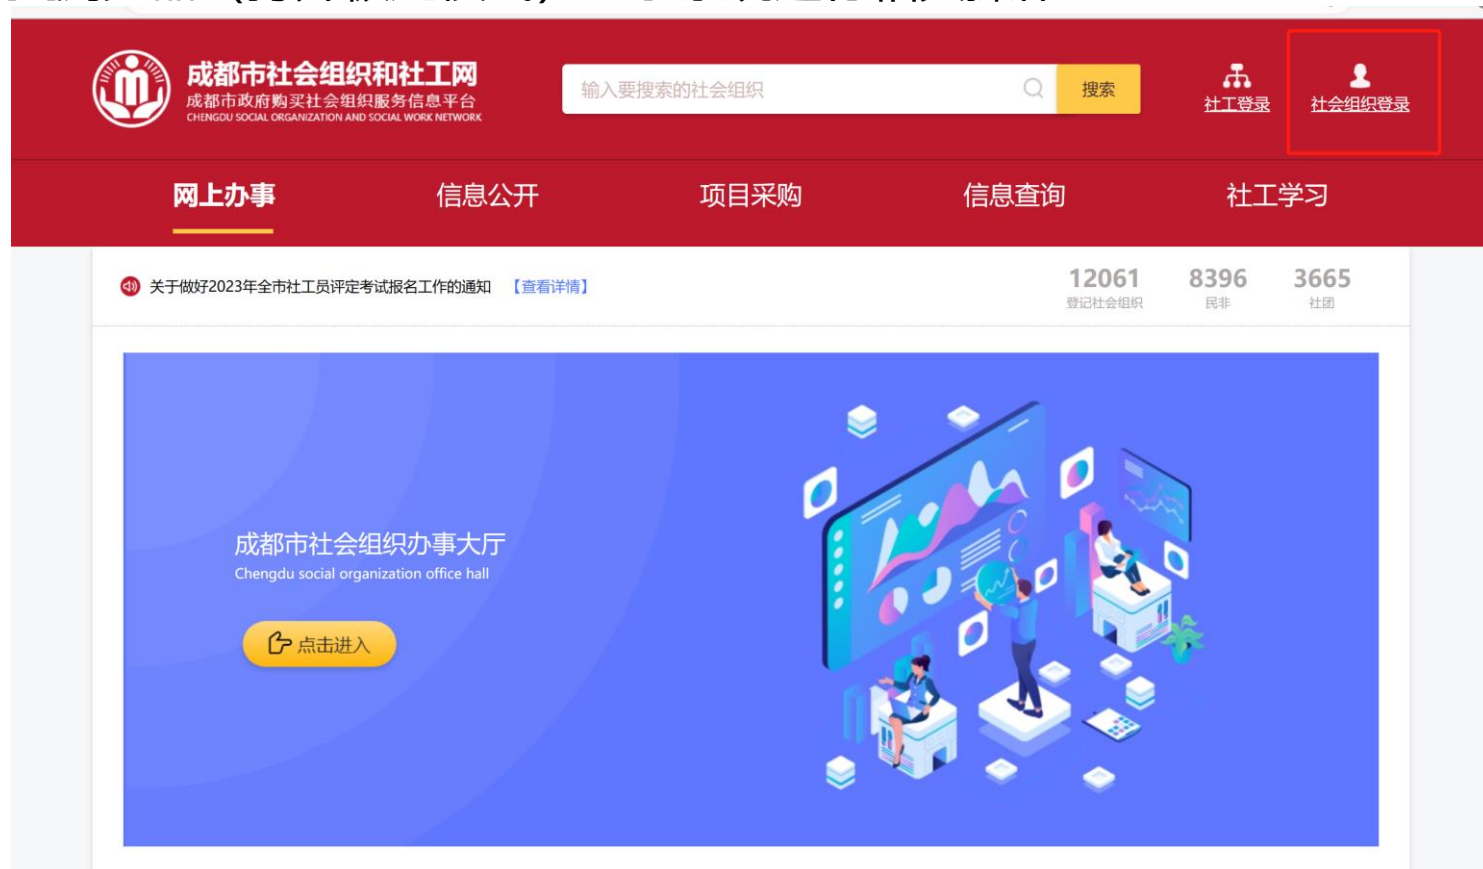 成都市社会组织和社工网
成都市政府购买社会组织服务信息平台
CHENGDU SOCIAL ORGANIZATION AND SOCIAL WORK NETWORK
输入要搜索的社会组织
搜索
社工登录
社会组织登录
网上办事
信息公开
项目采购
信息查询
社工学习
关于做好2023年全市社工员评定考试报名工作的通知 【查看详情】
12061
登记社会组织
8396
民非
3665
社团
成都市社会组织办事大厅
Chengdu social organization office hall
点击进入